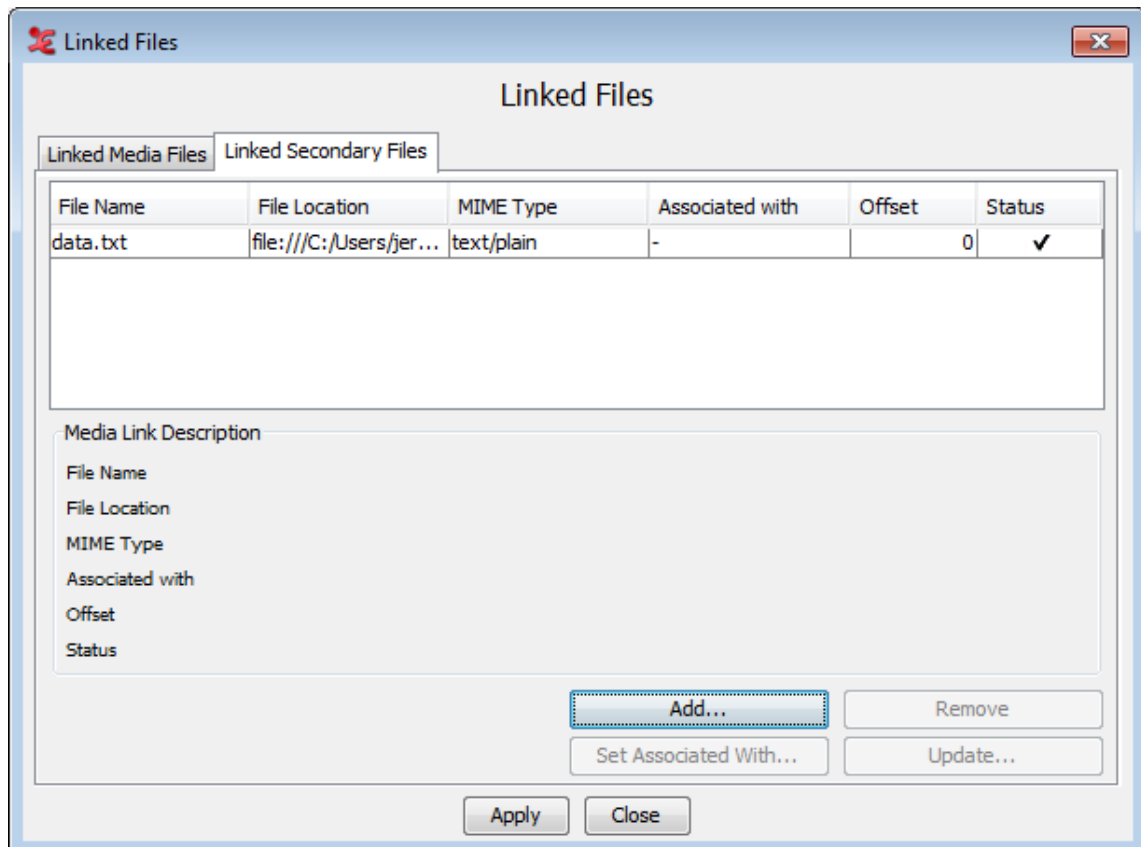 Linked Files
Linked Files
Linked Media Files Linked Secondary Files
File Name File Location MIME Type Associated with Offset Status
data.txt file:///C:/Users/jer... text/plain - 0 ✔
Media Link Description
File Name
File Location
MIME Type
Associated with
Offset
Status
Add... Remove
Set Associated With... Update...
Apply Close